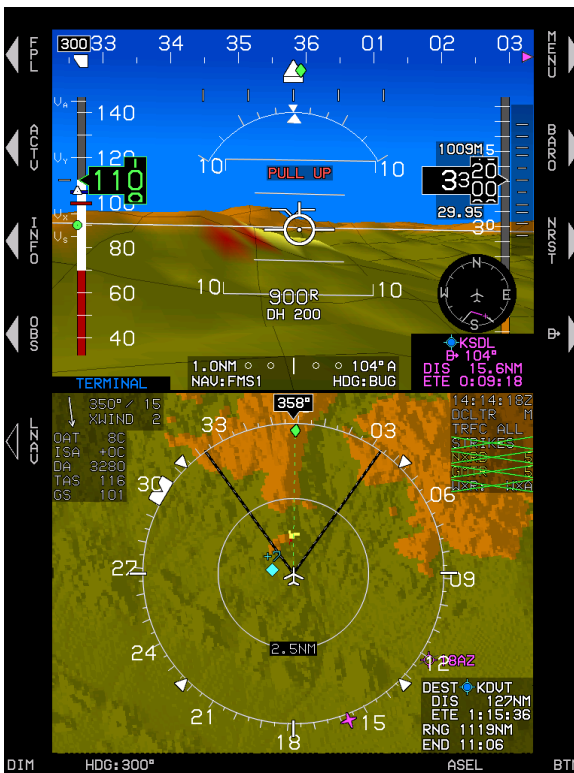 300 33 34 35 36 01 02 03
FPL
MENU
VA 140
ACTV
BARO
VY 120
1009M
10 10
PULL UP
110
29.95
VX
INFO
NRST
VS 80
N
W E
S
60
10 900R 10
DH 200
OBS
40
KSDL
104°
DIS 15.6NM
ETE 0:09:18
1.0NM 104°A
NAV:FMS1 HDG:BUG
TERMINAL
LNAV
350°/ 15
XWIND 2
358°
14:14:18Z
DCLTR M
TRFC ALL
STRIKES
OAT 8C
ISA +0C
DA 3280
TAS 116
GS 101
33 03
30 06
27 09
2.5NM
24 12
18AZ
21 15
18
DEST KDVT
DIS 127NM
ETE 1:15:36
RNG 1119NM
END 11:06
DIM HDG:300° ASEL